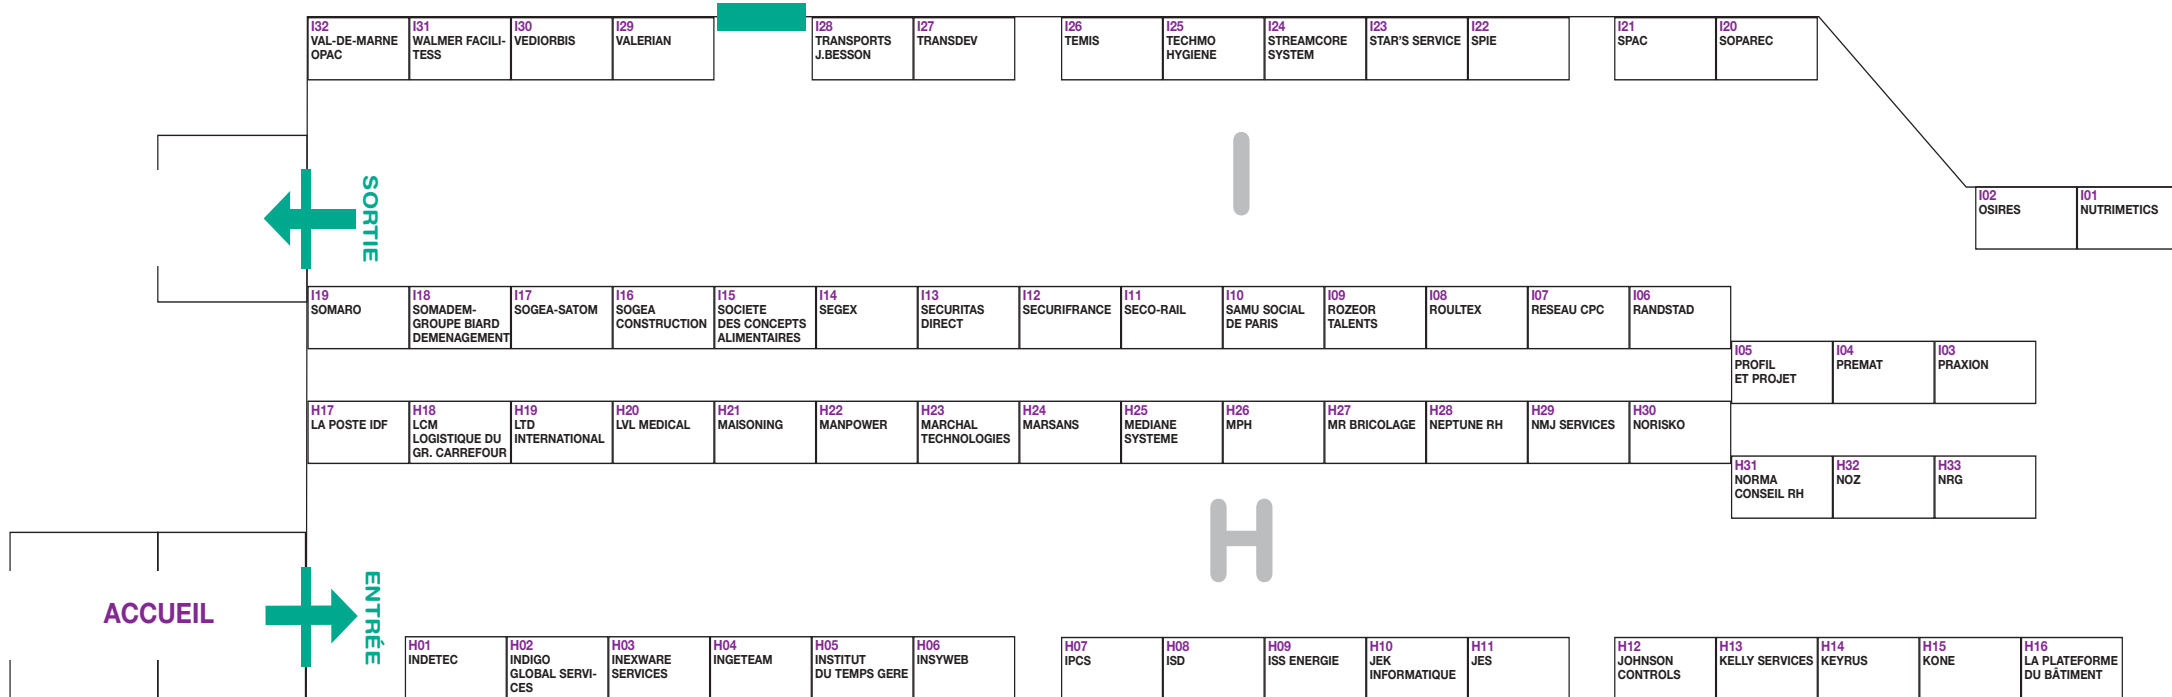 I32
VAL-DE-MARNE
OPAC
I31
WALMER FACILI-
TESS
I30
VEDIORBIS
I29
VALERIAN
I28
TRANSPORTS
J.BESSON
I27
TRANSDEV
I26
TEMIS
I25
TECHMO
HYGIENE
I24
STREAMCORE
SYSTEM
I23
STAR'S SERVICE
I22
SPIE
I21
SPAC
I20
SOPAREC
I
SORTIE
I02
OSIRES
I01
NUTRIMETICS
I19
SOMARO
I18
SOMADEM-
GROUPE BIARD
DEMENAGEMENT
I17
SOGEA-SATOM
I16
SOGEA
CONSTRUCTION
I15
SOCIETE
DES CONCEPTS
ALIMENTAIRES
I14
SEGEX
I13
SECURITAS
DIRECT
I12
SECURIFRANCE
I11
SECO-RAIL
I10
SAMU SOCIAL
DE PARIS
I09
ROZEOR
TALENTS
I08
ROULTEX
I07
RESEAU CPC
I06
RANDSTAD
I05
PROFIL
ET PROJET
I04
PREMAT
I03
PRAXION
H17
LA POSTE IDF
H18
LCM
LOGISTIQUE DU
GR. CARREFOUR
H19
LTD
INTERNATIONAL
H20
LVL MEDICAL
H21
MAISONING
H22
MANPOWER
H23
MARCHAL
TECHNOLOGIES
H24
MARSANS
H25
MEDIANE
SYSTEME
H26
MPH
H27
MR BRICOLAGE
H28
NEPTUNE RH
H29
NMJ SERVICES
H30
NORISKO
H31
NORMA
CONSEIL RH
H32
NOZ
H33
NRG
H
ACCUEIL
ENTRÉE
H01
INDETEC
H02
INDIGO
GLOBAL SERVI-
CES
H03
INEXWARE
SERVICES
H04
INGETEAM
H05
INSTITUT
DU TEMPS GERE
H06
INSYWEB
H07
IPCS
H08
ISD
H09
ISS ENERGIE
H10
JEK
INFORMATIQUE
H11
JES
H12
JOHNSON
CONTROLS
H13
KELLY SERVICES
H14
KEYRUS
H15
KONE
H16
LA PLATEFORME
DU BÂTIMENT